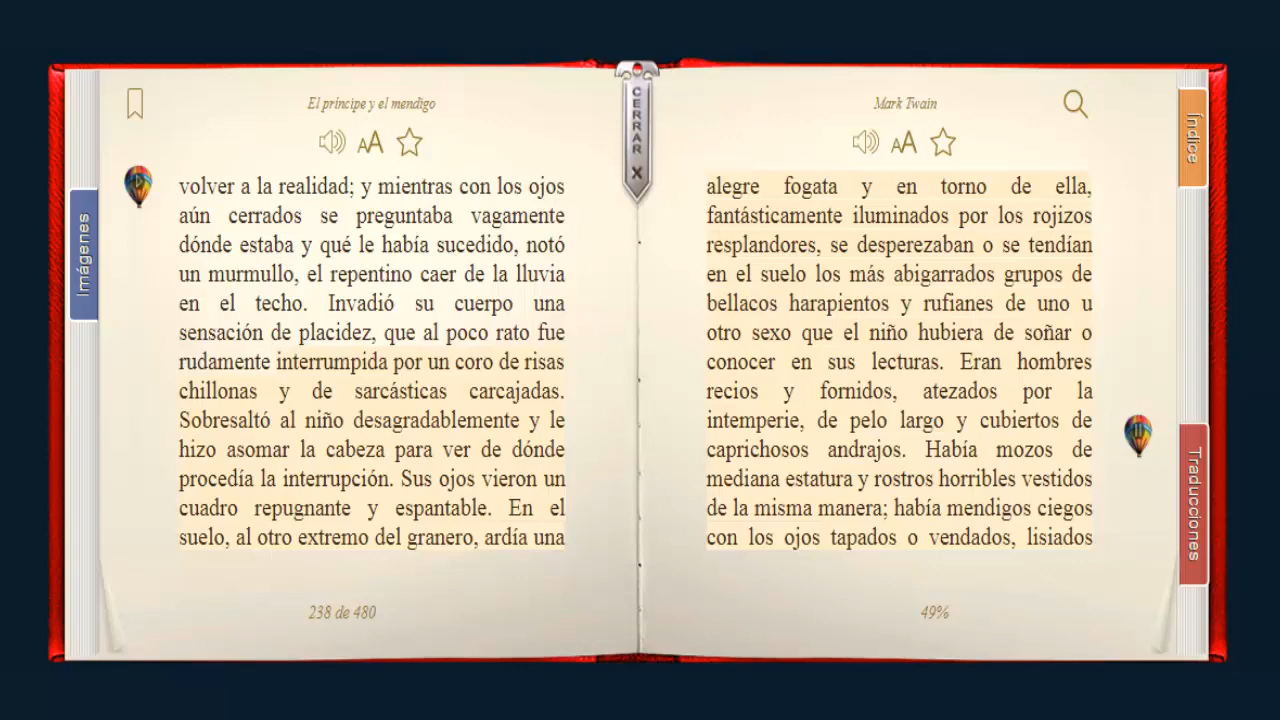 El príncipe y el mendigo
volver a la realidad; y mientras con los ojos
aún cerrados se preguntaba vagamente
dónde estaba y qué le había sucedido, notó
un murmullo, el repentino caer de la lluvia
en el techo. Invadió su cuerpo una
sensación de placidez, que al poco rato fue
rudamente interrumpida por un coro de risas
chillonas y de sarcásticas carcajadas.
Sobresaltó al niño desagradablemente y le
hizo asomar la cabeza para ver de dónde
procedía la interrupción. Sus ojos vieron un
cuadro repugnante y espantable. En el
suelo, al otro extremo del granero, ardía una
238 de 480
Imágenes
CERRAR X
Mark Twain
alegre fogata y en torno de ella,
fantásticamente iluminados por los rojizos
resplandores, se desperezaban o se tendían
en el suelo los más abigarrados grupos de
bellacos harapientos y rufianes de uno u
otro sexo que el niño hubiera de soñar o
conocer en sus lecturas. Eran hombres
recios y fornidos, atezados por la
intemperie, de pelo largo y cubiertos de
caprichosos andrajos. Había mozos de
mediana estatura y rostros horribles vestidos
de la misma manera; había mendigos ciegos
con los ojos tapados o vendados, lisiados
49%
Índice
Traducciones
AA
AA